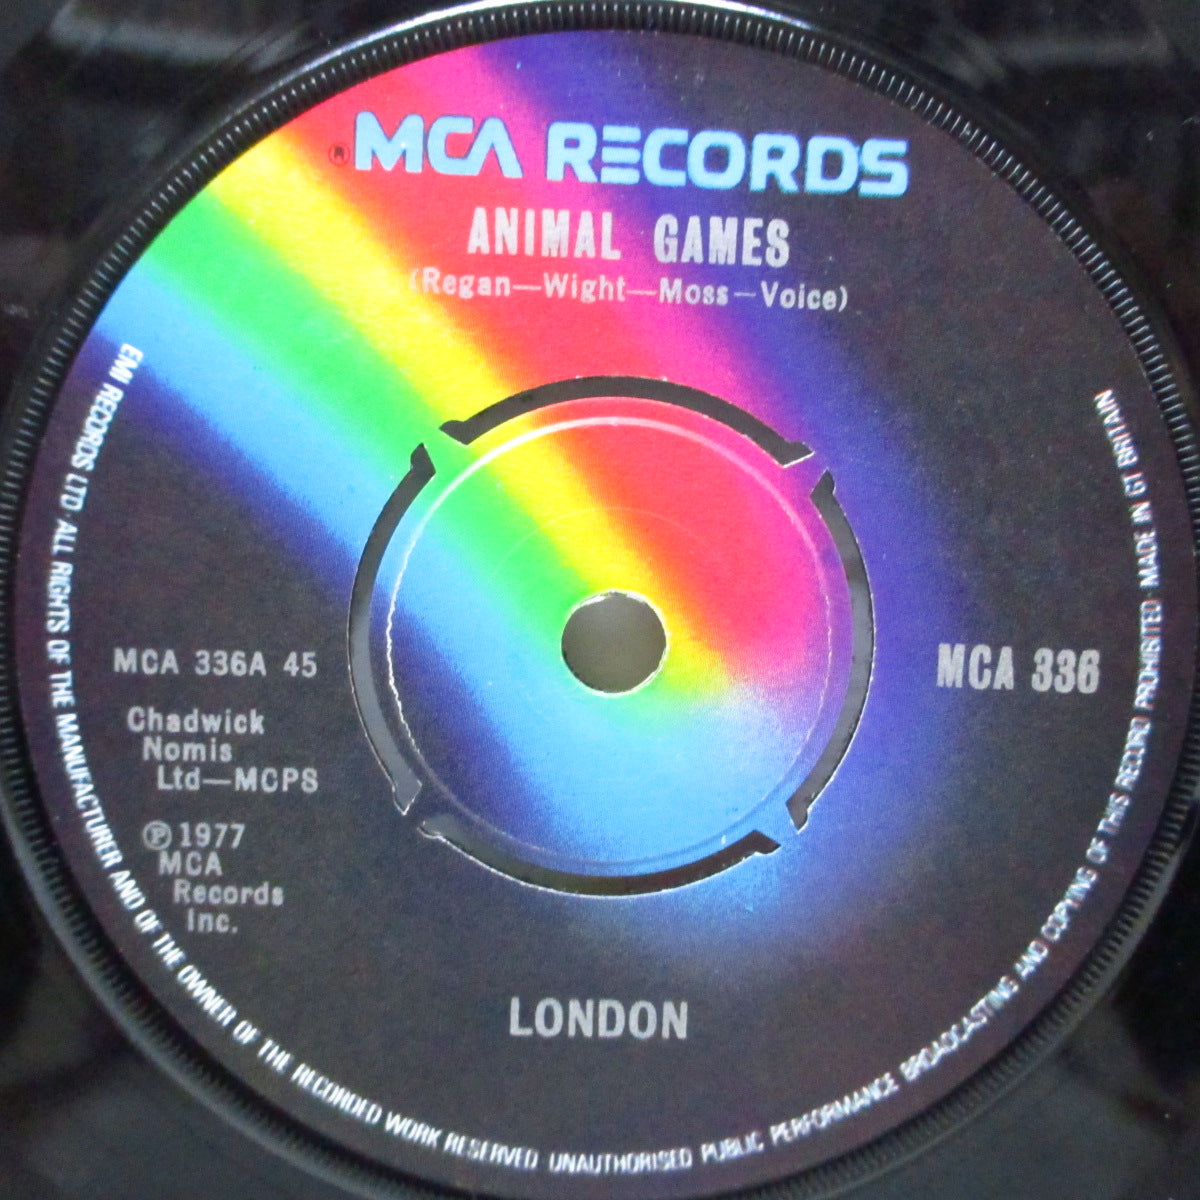 ® MCA RECORDS
ANIMAL GAMES
(Regan—Wight—Moss—Voice)
MCA 336A 45
Chadwick
Nomis
Ltd—MCPS
℗ 1977
MCA
Records
Inc.
MCA 336
LONDON
EMI RECORDS LTD. ALL RIGHTS OF THE MANUFACTURER AND OF THE OWNER OF THE RECORDED WORK RESERVED UNAUTHORISED PUBLIC PERFORMANCE BROADCASTING AND COPYING OF THIS RECORD PROHIBITED · MADE IN GT BRITAIN